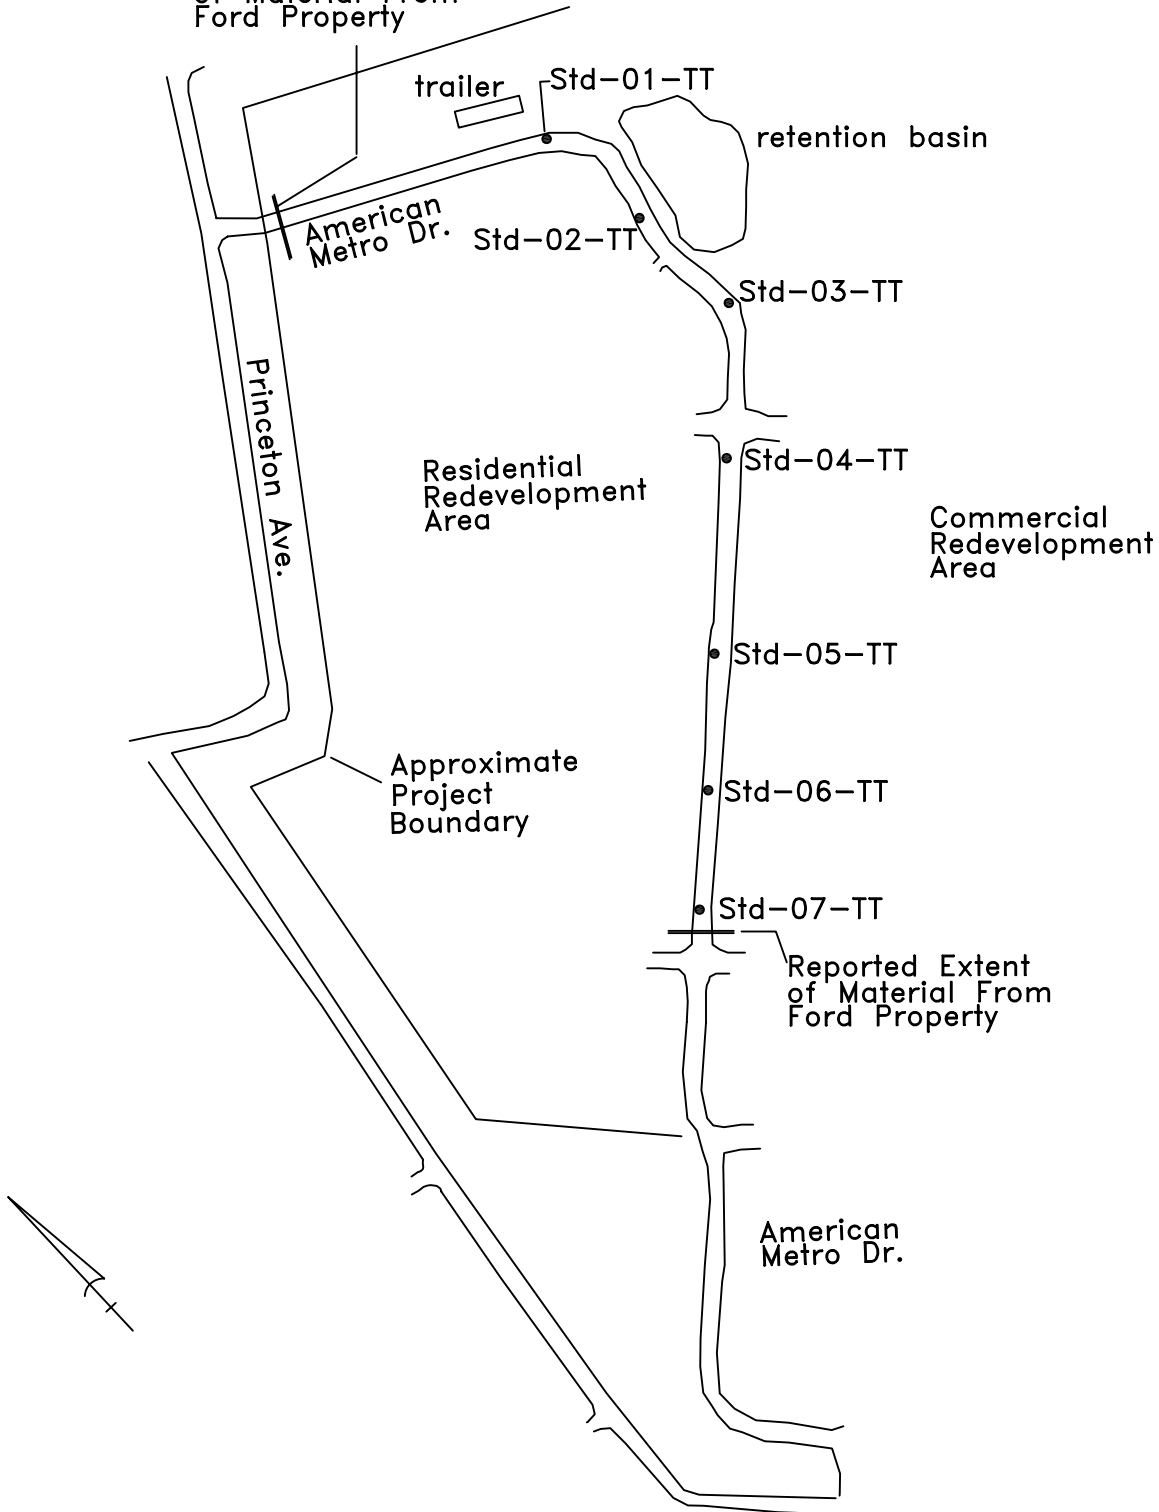 Ford Property
trailer
Std-01-TT
retention basin
American
Metro Dr.
Std-02-TT
Std-03-TT
Princeton Ave.
Std-04-TT
Residential
Redevelopment
Area
Commercial
Redevelopment
Area
Std-05-TT
Approximate
Project
Boundary
Std-06-TT
Std-07-TT
Reported Extent
of Material From
Ford Property
American
Metro Dr.